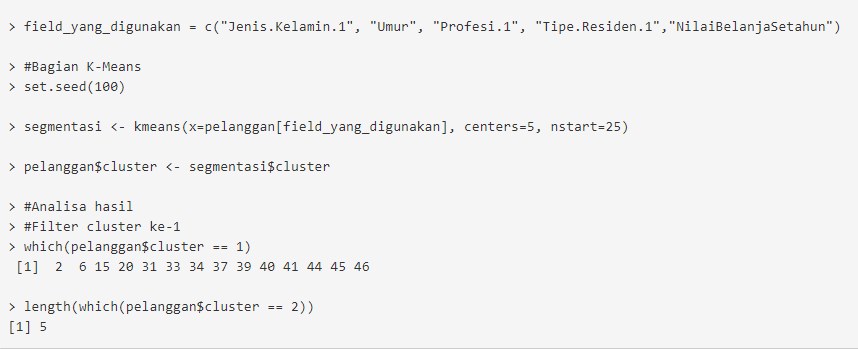 > field_yang_digunakan = c("Jenis.Kelamin.1", "Umur", "Profesi.1", "Tipe.Residen.1","NilaiBelanjaSetahun")
> #Bagian K-Means
> set.seed(100)
> segmentasi <- kmeans(x=pelanggan[field_yang_digunakan], centers=5, nstart=25)
> pelanggan$cluster <- segmentasi$cluster
> #Analisa hasil
> #Filter cluster ke-1
> which(pelanggan$cluster == 1)
[1]  2  6 15 20 31 33 34 37 39 40 41 44 45 46
> length(which(pelanggan$cluster == 2))
[1] 5